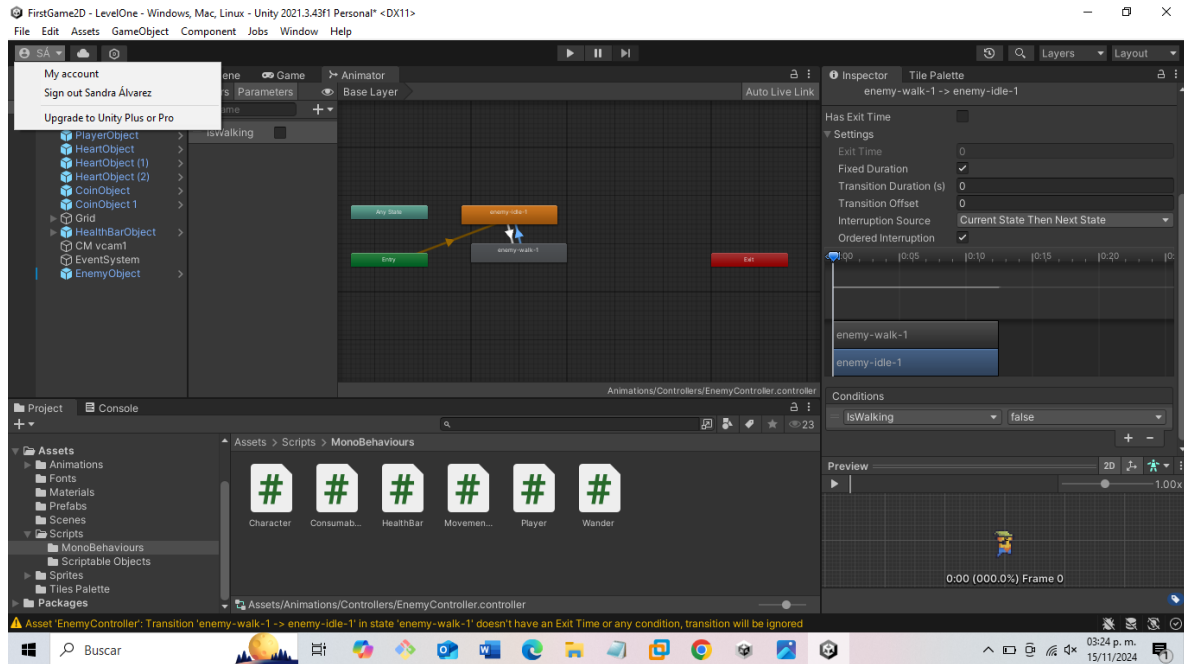 FirstGame2D - LevelOne - Windows, Mac, Linux - Unity 2021.3.43f1 Personal* <DX11>
File Edit Assets GameObject Component Jobs Window Help
SÁ
Layers
Layout
My account
Sign out Sandra Álvarez
Upgrade to Unity Plus or Pro
ene
Game
Animator
rs Parameters
Base Layer
Auto Live Link
ame
IsWalking
PlayerObject
HeartObject
HeartObject (1)
HeartObject (2)
CoinObject
CoinObject 1
Grid
HealthBarObject
CM vcam1
EventSystem
EnemyObject
Any State
enemy-idle-1
enemy-walk-1
Entry
Exit
Animations/Controllers/EnemyController.controller
Inspector
Tile Palette
enemy-walk-1 -> enemy-idle-1
Has Exit Time
Settings
Exit Time 0
Fixed Duration
Transition Duration (s) 0
Transition Offset 0
Interruption Source Current State Then Next State
Ordered Interruption
:00 0:05 0:10 0:15 0:20 0:
enemy-walk-1
enemy-idle-1
Conditions
IsWalking false
Preview
2D
1.00x
0:00 (000.0%) Frame 0
Project
Console
23
Assets
Animations
Fonts
Materials
Prefabs
Scenes
Scripts
MonoBehaviours
Scriptable Objects
Sprites
Tiles Palette
Packages
Assets > Scripts > MonoBehaviours
# # # # # #
Character Consumab... HealthBar Movemen... Player Wander
Assets/Animations/Controllers/EnemyController.controller
Asset 'EnemyController': Transition 'enemy-walk-1 -> enemy-idle-1' in state 'enemy-walk-1' doesn't have an Exit Time or any condition, transition will be ignored
Buscar
03:24 p. m.
15/11/2024
1